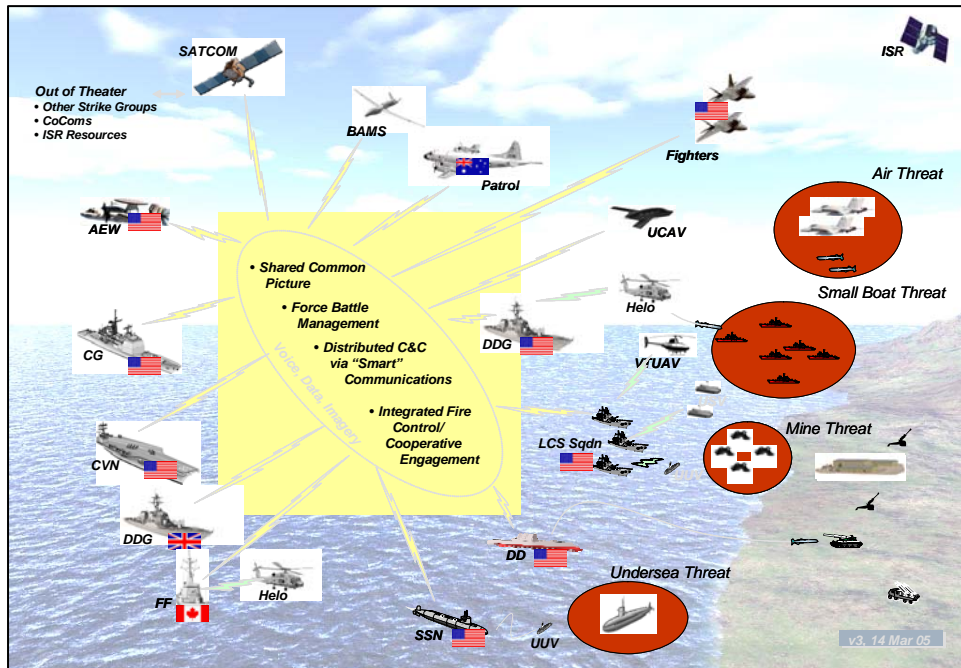 SATCOM
ISR
Out of Theater
• Other Strike Groups
• CoComs
• ISR Resources
BAMS
Patrol
Fighters
Air Threat
AEW
UCAV
• Shared Common
Picture
• Force Battle
Management
• Distributed C&C
via “Smart”
Communications
• Integrated Fire
Control/
Cooperative
Engagement
Voice, Data, Imagery
Small Boat Threat
Helo
DDG
CG
VTUAV
LCS Sqdn
Mine Threat
CVN
DDG
DD
FF
Helo
Undersea Threat
SSN
UUV
v3, 14 Mar 05